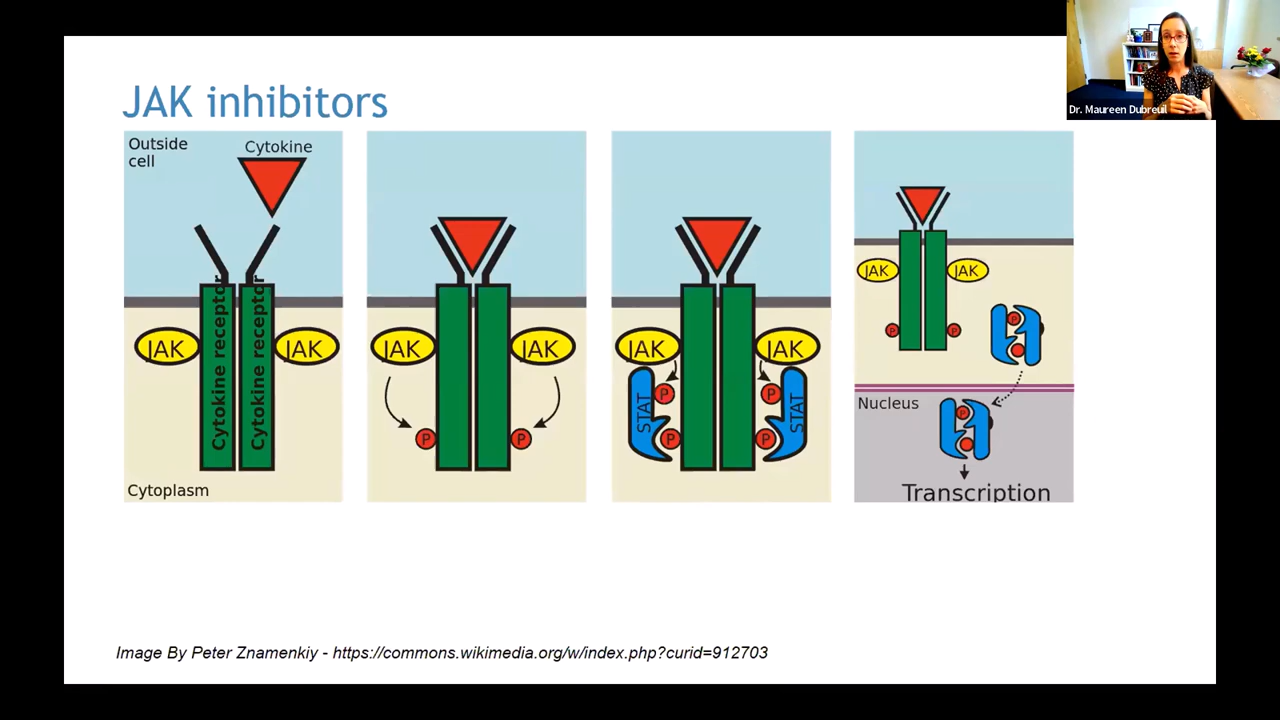 JAK inhibitors
Dr. Maureen Dubreuil
Outside
cell
Cytokine
Cytokine receptor
Cytokine receptor
JAK
JAK
Cytoplasm
JAK
JAK
P
P
JAK
JAK
P
P
STAT
STAT
P
P
JAK
JAK
P
P
P
Nucleus
P
Transcription
Image By Peter Znamenkiy - https://commons.wikimedia.org/w/index.php?curid=912703